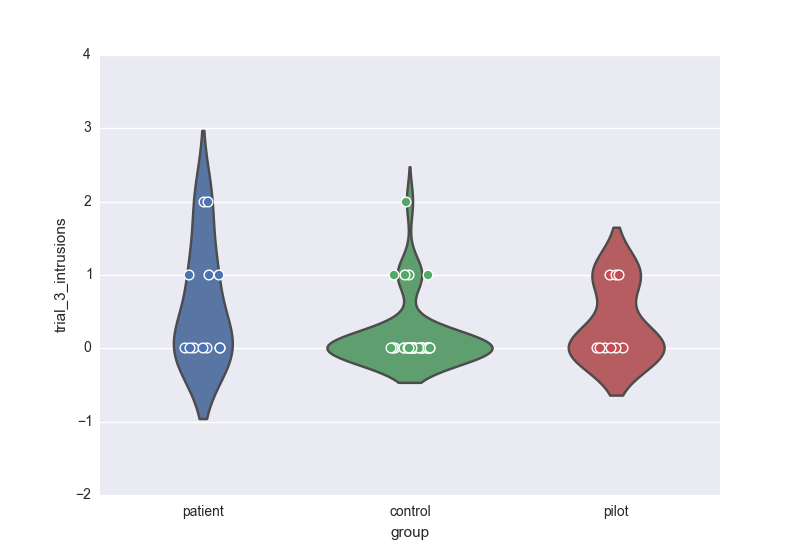 4
3
2
1
0
−1
−2
trial_3_intrusions
patient control pilot
group